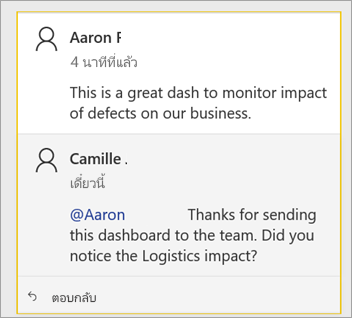 Aaron F
4 นาทีที่แล้ว
This is a great dash to monitor impact
of defects on our business.
Camille .
เดี๋ยวนี้
@Aaron Thanks for sending
this dashboard to the team. Did you
notice the Logistics impact?
ตอบกลับ